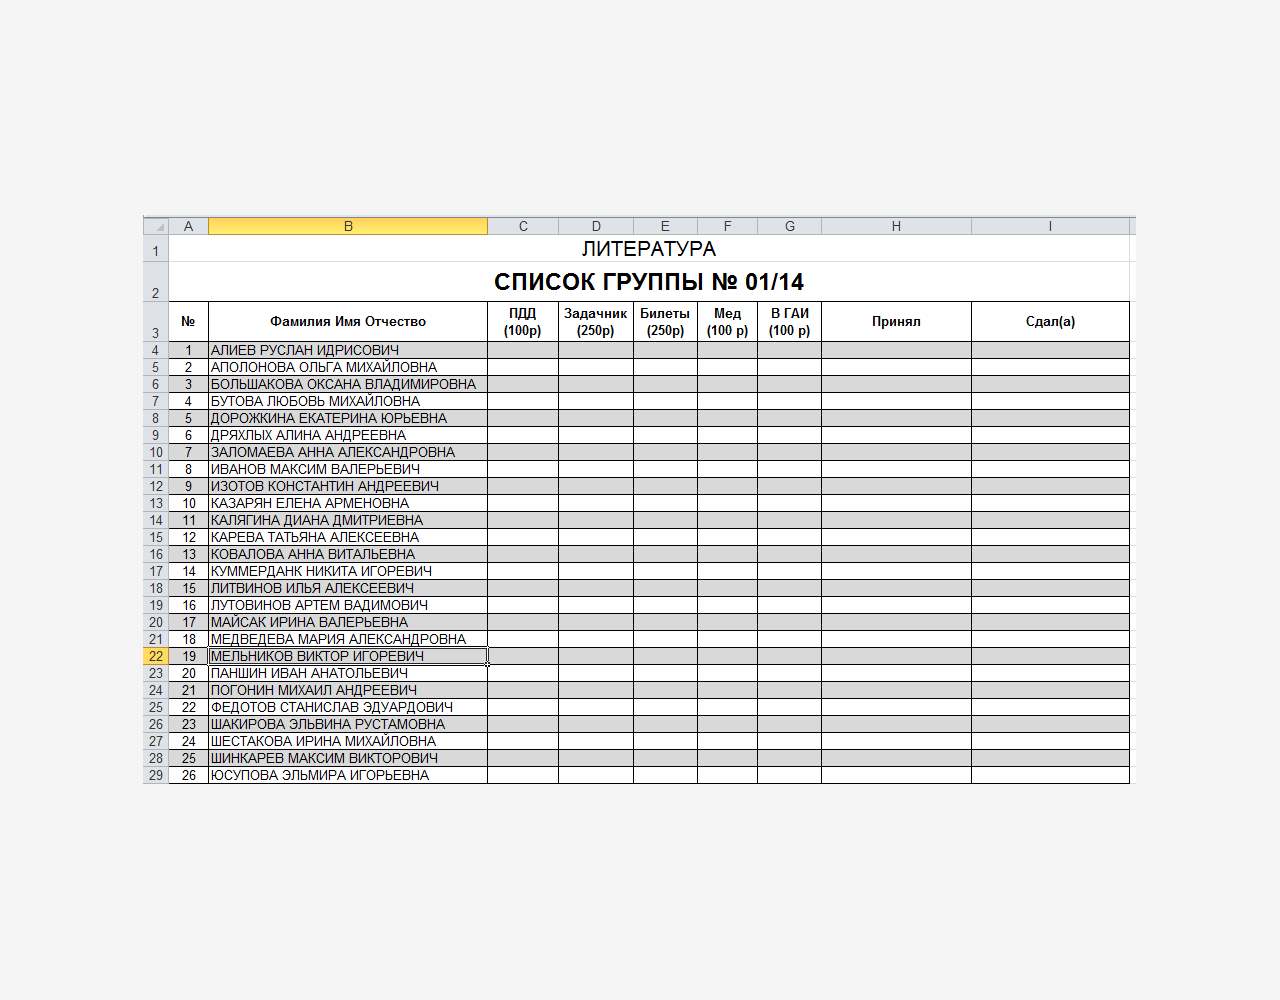 A B C D E F G H I
1 ЛИТЕРАТУРА
2 СПИСОК ГРУППЫ № 01/14
3 № Фамилия Имя Отчество ПДД (100р) Задачник (250р) Билеты (250р) Мед (100 р) В ГАИ (100 р) Принял Сдал(а)
4 1 АЛИЕВ РУСЛАН ИДРИСОВИЧ
5 2 АПОЛОНОВА ОЛЬГА МИХАЙЛОВНА
6 3 БОЛЬШАКОВА ОКСАНА ВЛАДИМИРОВНА
7 4 БУТОВА ЛЮБОВЬ МИХАЙЛОВНА
8 5 ДОРОЖКИНА ЕКАТЕРИНА ЮРЬЕВНА
9 6 ДРЯХЛЫХ АЛИНА АНДРЕЕВНА
10 7 ЗАЛОМАЕВА АННА АЛЕКСАНДРОВНА
11 8 ИВАНОВ МАКСИМ ВАЛЕРЬЕВИЧ
12 9 ИЗОТОВ КОНСТАНТИН АНДРЕЕВИЧ
13 10 КАЗАРЯН ЕЛЕНА АРМЕНОВНА
14 11 КАЛЯГИНА ДИАНА ДМИТРИЕВНА
15 12 КАРЕВА ТАТЬЯНА АЛЕКСЕЕВНА
16 13 КОВАЛОВА АННА ВИТАЛЬЕВНА
17 14 КУММЕРДАНК НИКИТА ИГОРЕВИЧ
18 15 ЛИТВИНОВ ИЛЬЯ АЛЕКСЕЕВИЧ
19 16 ЛУТОВИНОВ АРТЕМ ВАДИМОВИЧ
20 17 МАЙСАК ИРИНА ВАЛЕРЬЕВНА
21 18 МЕДВЕДЕВА МАРИЯ АЛЕКСАНДРОВНА
22 19 МЕЛЬНИКОВ ВИКТОР ИГОРЕВИЧ
23 20 ПАНШИН ИВАН АНАТОЛЬЕВИЧ
24 21 ПОГОНИН МИХАИЛ АНДРЕЕВИЧ
25 22 ФЕДОТОВ СТАНИСЛАВ ЭДУАРДОВИЧ
26 23 ШАКИРОВА ЭЛЬВИНА РУСТАМОВНА
27 24 ШЕСТАКОВА ИРИНА МИХАЙЛОВНА
28 25 ШИНКАРЕВ МАКСИМ ВИКТОРОВИЧ
29 26 ЮСУПОВА ЭЛЬМИРА ИГОРЬЕВНА